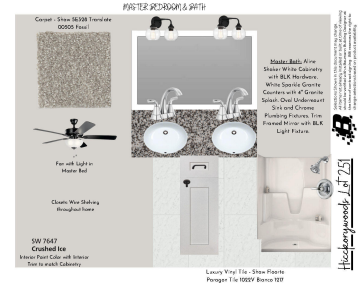 MASTER BEDROOM & BATH
Carpet - Shaw 5E328 Translate
00503 Fossil
Fan with Light in
Master Bed
Closets: Wire Shelving
throughout home
SW 7647
Crushed Ice
Interior Paint Color with Interior
Trim to match Cabinetry
Master Bath: Aline
Shaker White Cabinetry
with BLK Hardware,
White Sparkle Granite
Counters with 4" Granite
Splash, Oval Undermount
Sink and Chrome
Plumbing Fixtures, Trim
Framed Mirror with BLK
Light Fixture
Luxury Vinyl Tile - Shaw Floorte
Paragon Tile 1022V Bianco 1217
Hickorywoods Lot 251